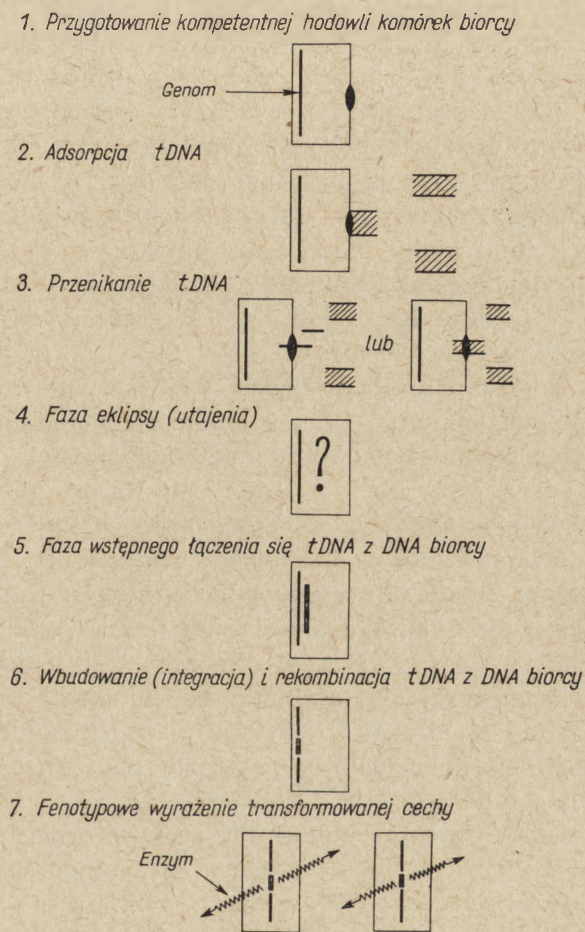 1. Przygotowanie kompetentnej hodowli komórek biorcy
Genom
2. Adsorpcja tDNA
3. Przenikanie tDNA
lub
4. Faza eklipsy (utajenia)
?
5. Faza wstępnego łączenia się tDNA z DNA biorcy
6. Wbudowanie (integracja) i rekombinacja tDNA z DNA biorcy
7. Fenotypowe wyrażenie transformowanej cechy
Enzym